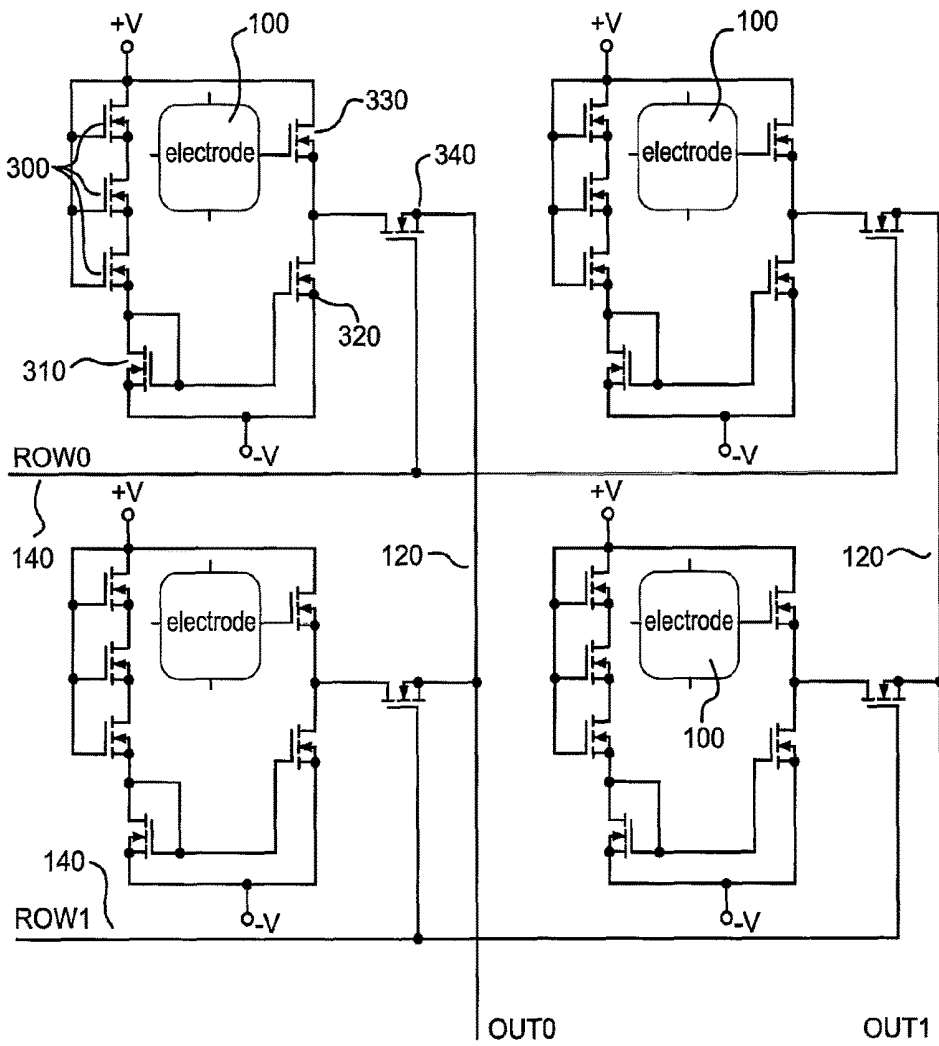 +V
100
+V
100
330
electrode
electrode
340
300
320
310
-V
-V
ROW0
140
+V
120
+V
120
electrode
electrode
100
140
ROW1
-V
-V
OUT0
OUT1